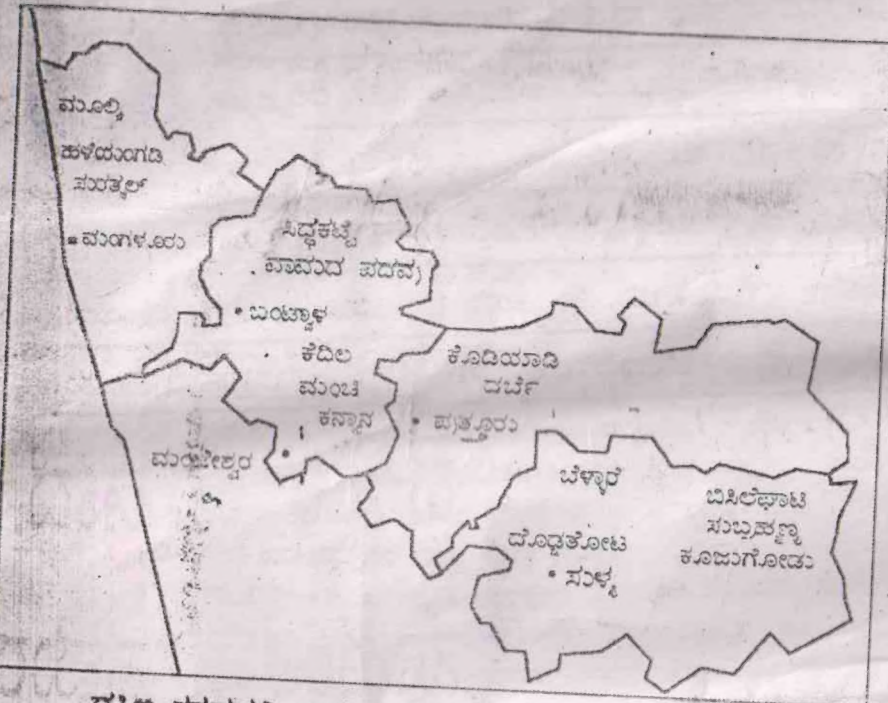 ಮೂಲ್ಕಿ
ಹಳೆಯಂಗಡಿ
ಸುರತ್ಕಲ್
ಮಂಗಳೂರು
ಸಿದ್ಧಕಟ್ಟೆ
ವಾಮದ ಪದವು
ಬಂಟ್ವಾಳ
ಕೆದಿಲ
ಮಂಚಿ
ಕನ್ಯಾನ
ಕೊಡಿಯಾಡಿ
ದರ್ಬೆ
ಪುತ್ತೂರು
ಮಂಜೇಶ್ವರ
ಬೆಳ್ಳಾರೆ
ದೊಡ್ಡತೋಟ
ಸುಳ್ಯ
ಬಿಸಿಲೆಘಾಟಿ
ಸುಬ್ರಹ್ಮಣ್ಯ
ಕೂಜುಗೋಡು